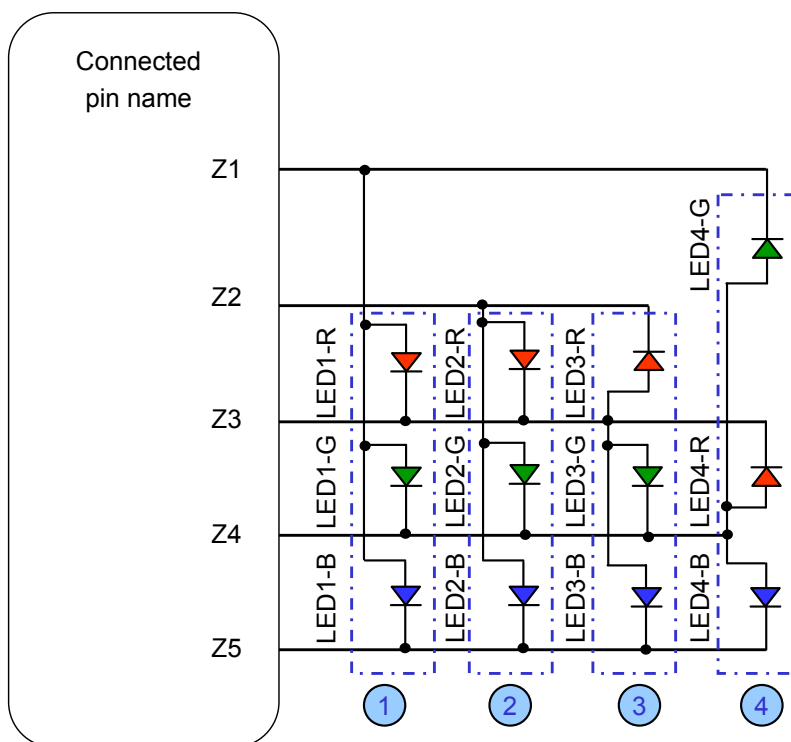 Connected
pin name
Z1
Z2
Z3
Z4
Z5
LED1-R
LED1-G
LED1-B
LED2-R
LED2-G
LED2-B
LED3-R
LED3-G
LED3-B
LED4-G
LED4-R
LED4-B
1
2
3
4